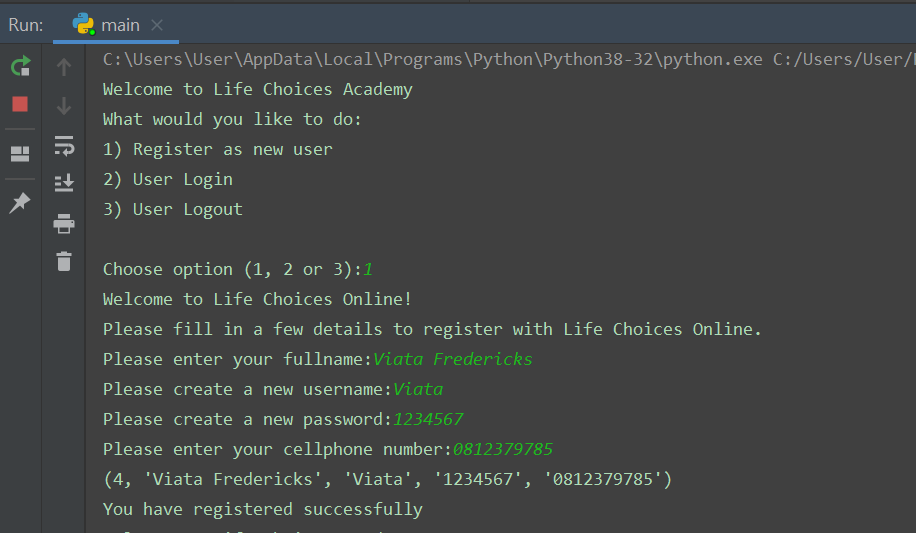 Run: main
C:\Users\User\AppData\Local\Programs\Python\Python38-32\python.exe C:/Users/User/
Welcome to Life Choices Academy
What would you like to do:
1) Register as new user
2) User Login
3) User Logout
Choose option (1, 2 or 3):1
Welcome to Life Choices Online!
Please fill in a few details to register with Life Choices Online.
Please enter your fullname:Viata Fredericks
Please create a new username:Viata
Please create a new password:1234567
Please enter your cellphone number:0812379785
(4, 'Viata Fredericks', 'Viata', '1234567', '0812379785')
You have registered successfully